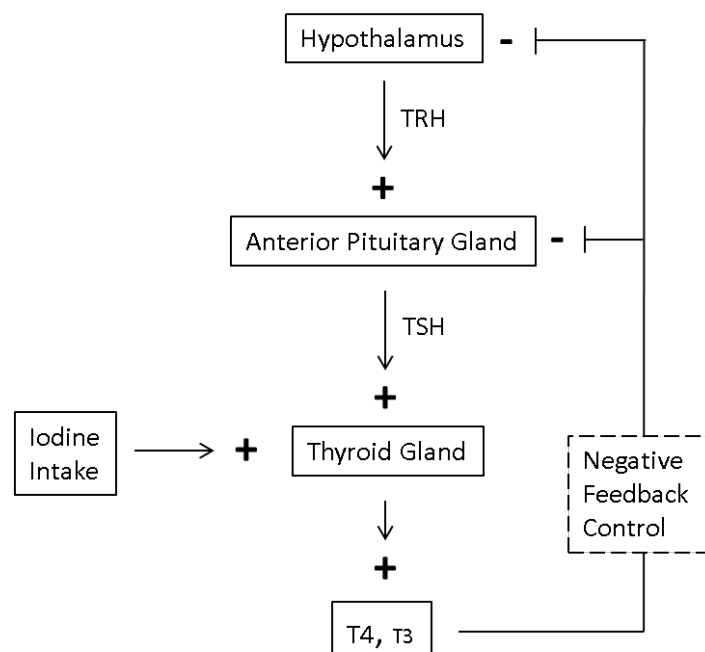 Hypothalamus -
TRH
+
Anterior Pituitary Gland -
TSH
+
Iodine
Intake
+ Thyroid Gland
Negative
Feedback
Control
+
T4, T3